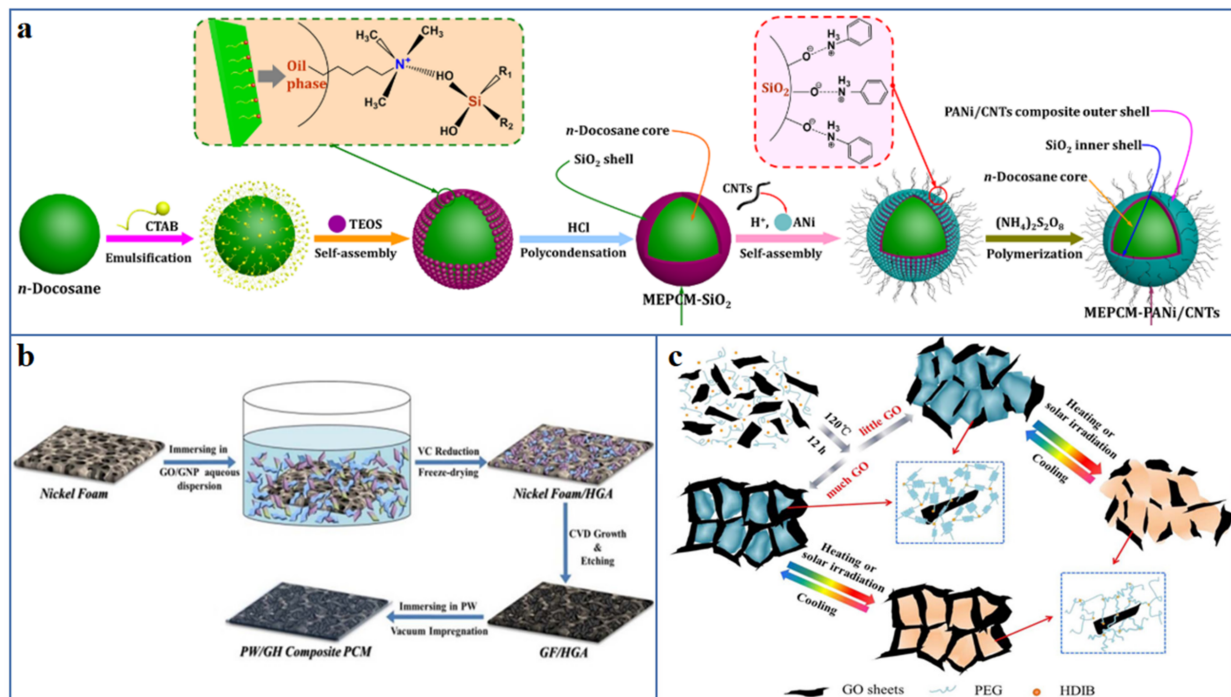 a
Oil
phase
H₃C
CH₃
N⁺
CH₃
HO
R₁
Si
HO
R₂
n-Docosane
CTAB
Emulsification
TEOS
Self-assembly
HCl
Polycondensation
SiO₂ shell
n-Docosane core
MEPCM-SiO₂
CNTs
H⁺, ANi
Self-assembly
SiO₂
O⊖ NH₃⊕
O⊖ NH₃⊕
O⊖ NH₃⊕
(NH₄)₂S₂O₈
Polymerization
PANi/CNTs composite outer shell
SiO₂ inner shell
n-Docosane core
MEPCM-PANi/CNTs
b
Nickel Foam
Immersing in
GO/GNP aqueous
dispersion
VC Reduction
Freeze-drying
Nickel Foam/HGA
CVD Growth
&
Etching
GF/HGA
Immersing in PW
Vacuum Impregnation
PW/GH Composite PCM
c
120℃
12 h
little GO
much GO
Heating or
solar irradiation
Cooling
Heating or
solar irradiation
Cooling
GO sheets PEG HDIB